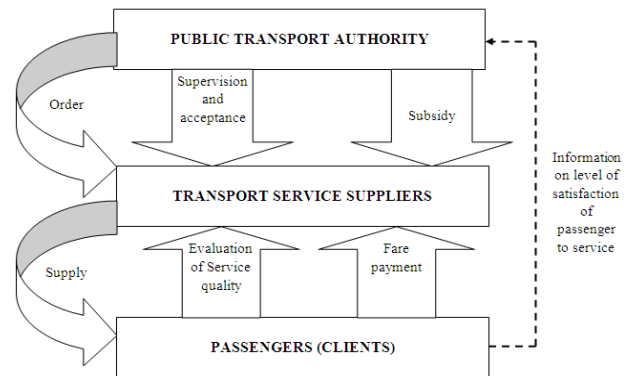 PUBLIC TRANSPORT AUTHORITY
Order
Supervision
and
acceptance
Subsidy
TRANSPORT SERVICE SUPPLIERS
Information
on level of
satisfaction
of
passenger
to service
Supply
Evaluation
of Service
quality
Fare
payment
PASSENGERS (CLIENTS)